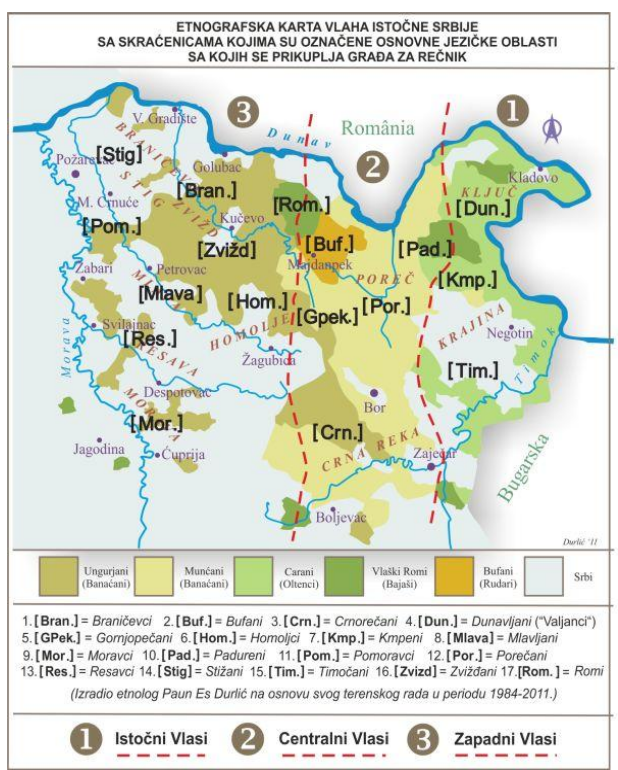 ETNOGRAFSKA KARTA VLAHA ISTOČNE SRBIJE
SA SKRAĆENICAMA KOJIMA SU OZNAČENE OSNOVNE JEZIČKE OBLASTI
SA KOJIH SE PRIKUPLJA GRAĐA ZA REČNIK
3
1
2
V. Gradište
Dunav
România
BRANIČEVO
[Stig]
Golubac
Kladovo
Požarevac
STIG
[Bran.]
KLJUČ
M. Crnuće
ZVIŽD
[Rom.]
[Dun.]
[Pom.]
Kučevo
[Buf.]
[Pad.]
[Zvižd]
Majdanpek
Žabari
Petrovac
POREČ
[Kmp.]
MLAVA
[Mlava]
[Hom.]
[Por.]
[GPek.]
Svilajnac
HOMOLJE
KRAJINA
Negotin
[Res.]
RESAVA
Žagubica
Morava
Timok
Despotovac
[Tim.]
MORAVA
Bor
[Mor.]
[Crn.]
Jagodina
Ćuprija
CRNA REKA
Zaječar
Bugarska
Boljevac
Durlić '11
Ungurjani
(Banaćani)
Munćani
(Banaćani)
Carani
(Oltenci)
Vlaški Romi
(Bajaši)
Bufani
(Rudari)
Srbi
1. [Bran.] = Braničevci 2. [Buf.] = Bufani 3. [Crn.] = Crnorečani 4. [Dun.] = Dunavljani ("Valjanci")
5. [GPek.] = Gornjopećani 6. [Hom.] = Homoljci 7. [Kmp.] = Kmpeni 8. [Mlava] = Mlavljani
9. [Mor.] = Moravci 10. [Pad.] = Padureni 11. [Pom.] = Pomoravci 12. [Por.] = Porečani
13. [Res.] = Resavci 14. [Stig] = Stižani 15. [Tim.] = Timočani 16. [Zvizd] = Zviždani 17. [Rom.] = Romi
(Izradio etnolog Paun Es Durlić na osnovu svog terenskog rada u periodu 1984-2011.)
1 Istočni Vlasi 2 Centralni Vlasi 3 Zapadni Vlasi